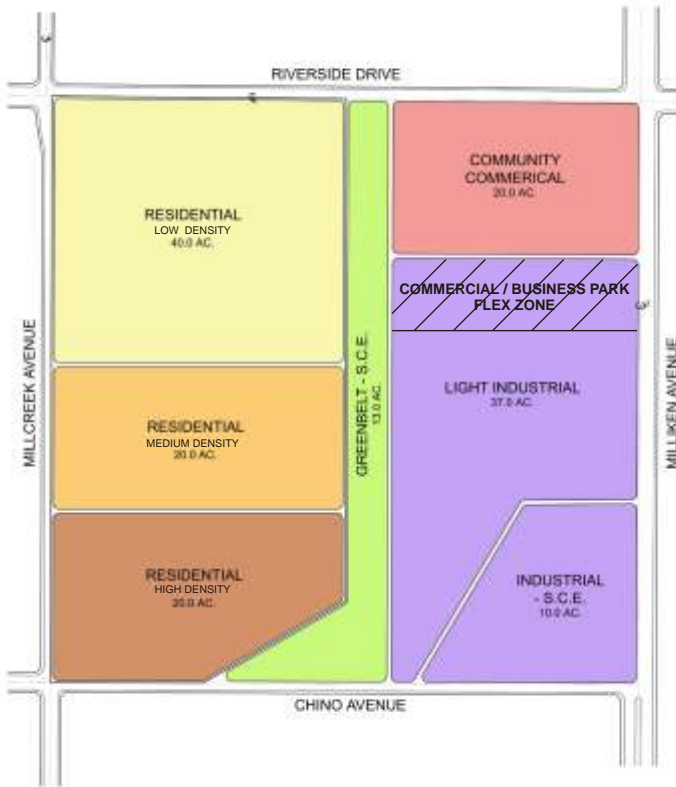 RIVERSIDE DRIVE
RESIDENTIAL
LOW DENSITY
40.0 AC.
COMMUNITY
COMMERICAL
20.0 AC.
COMMERCIAL / BUSINESS PARK
FLEX ZONE
MILLCREEK AVENUE
GREENBELT - S.C.E.
13.0 AC.
LIGHT INDUSTRIAL
37.0 AC.
MILLIKEN AVENUE
RESIDENTIAL
MEDIUM DENSITY
20.0 AC.
RESIDENTIAL
HIGH DENSITY
20.0 AC.
INDUSTRIAL
- S.C.E.
10.0 AC.
CHINO AVENUE